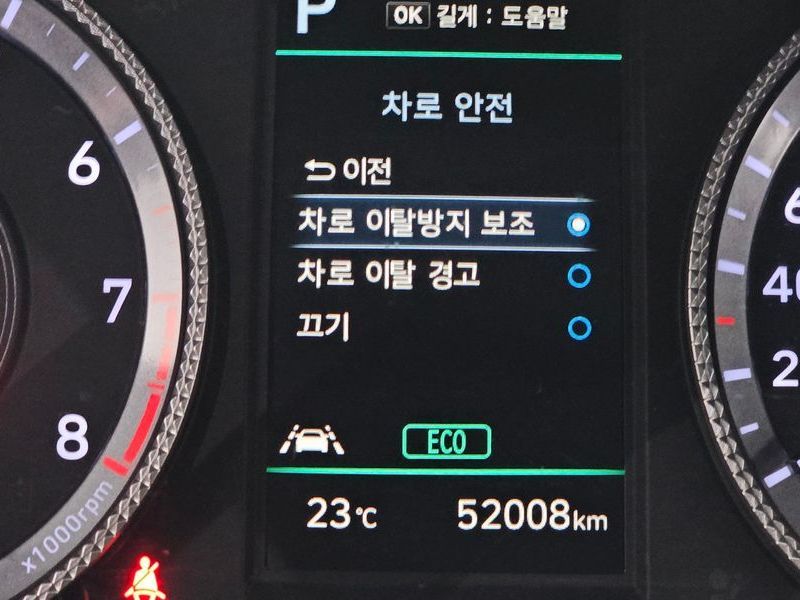 P
OK 길게 : 도움말
차로 안전
이전
차로 이탈방지 보조
차로 이탈 경고
끄기
ECO
23°C 52008km
6
7
8
x1000rpm
40